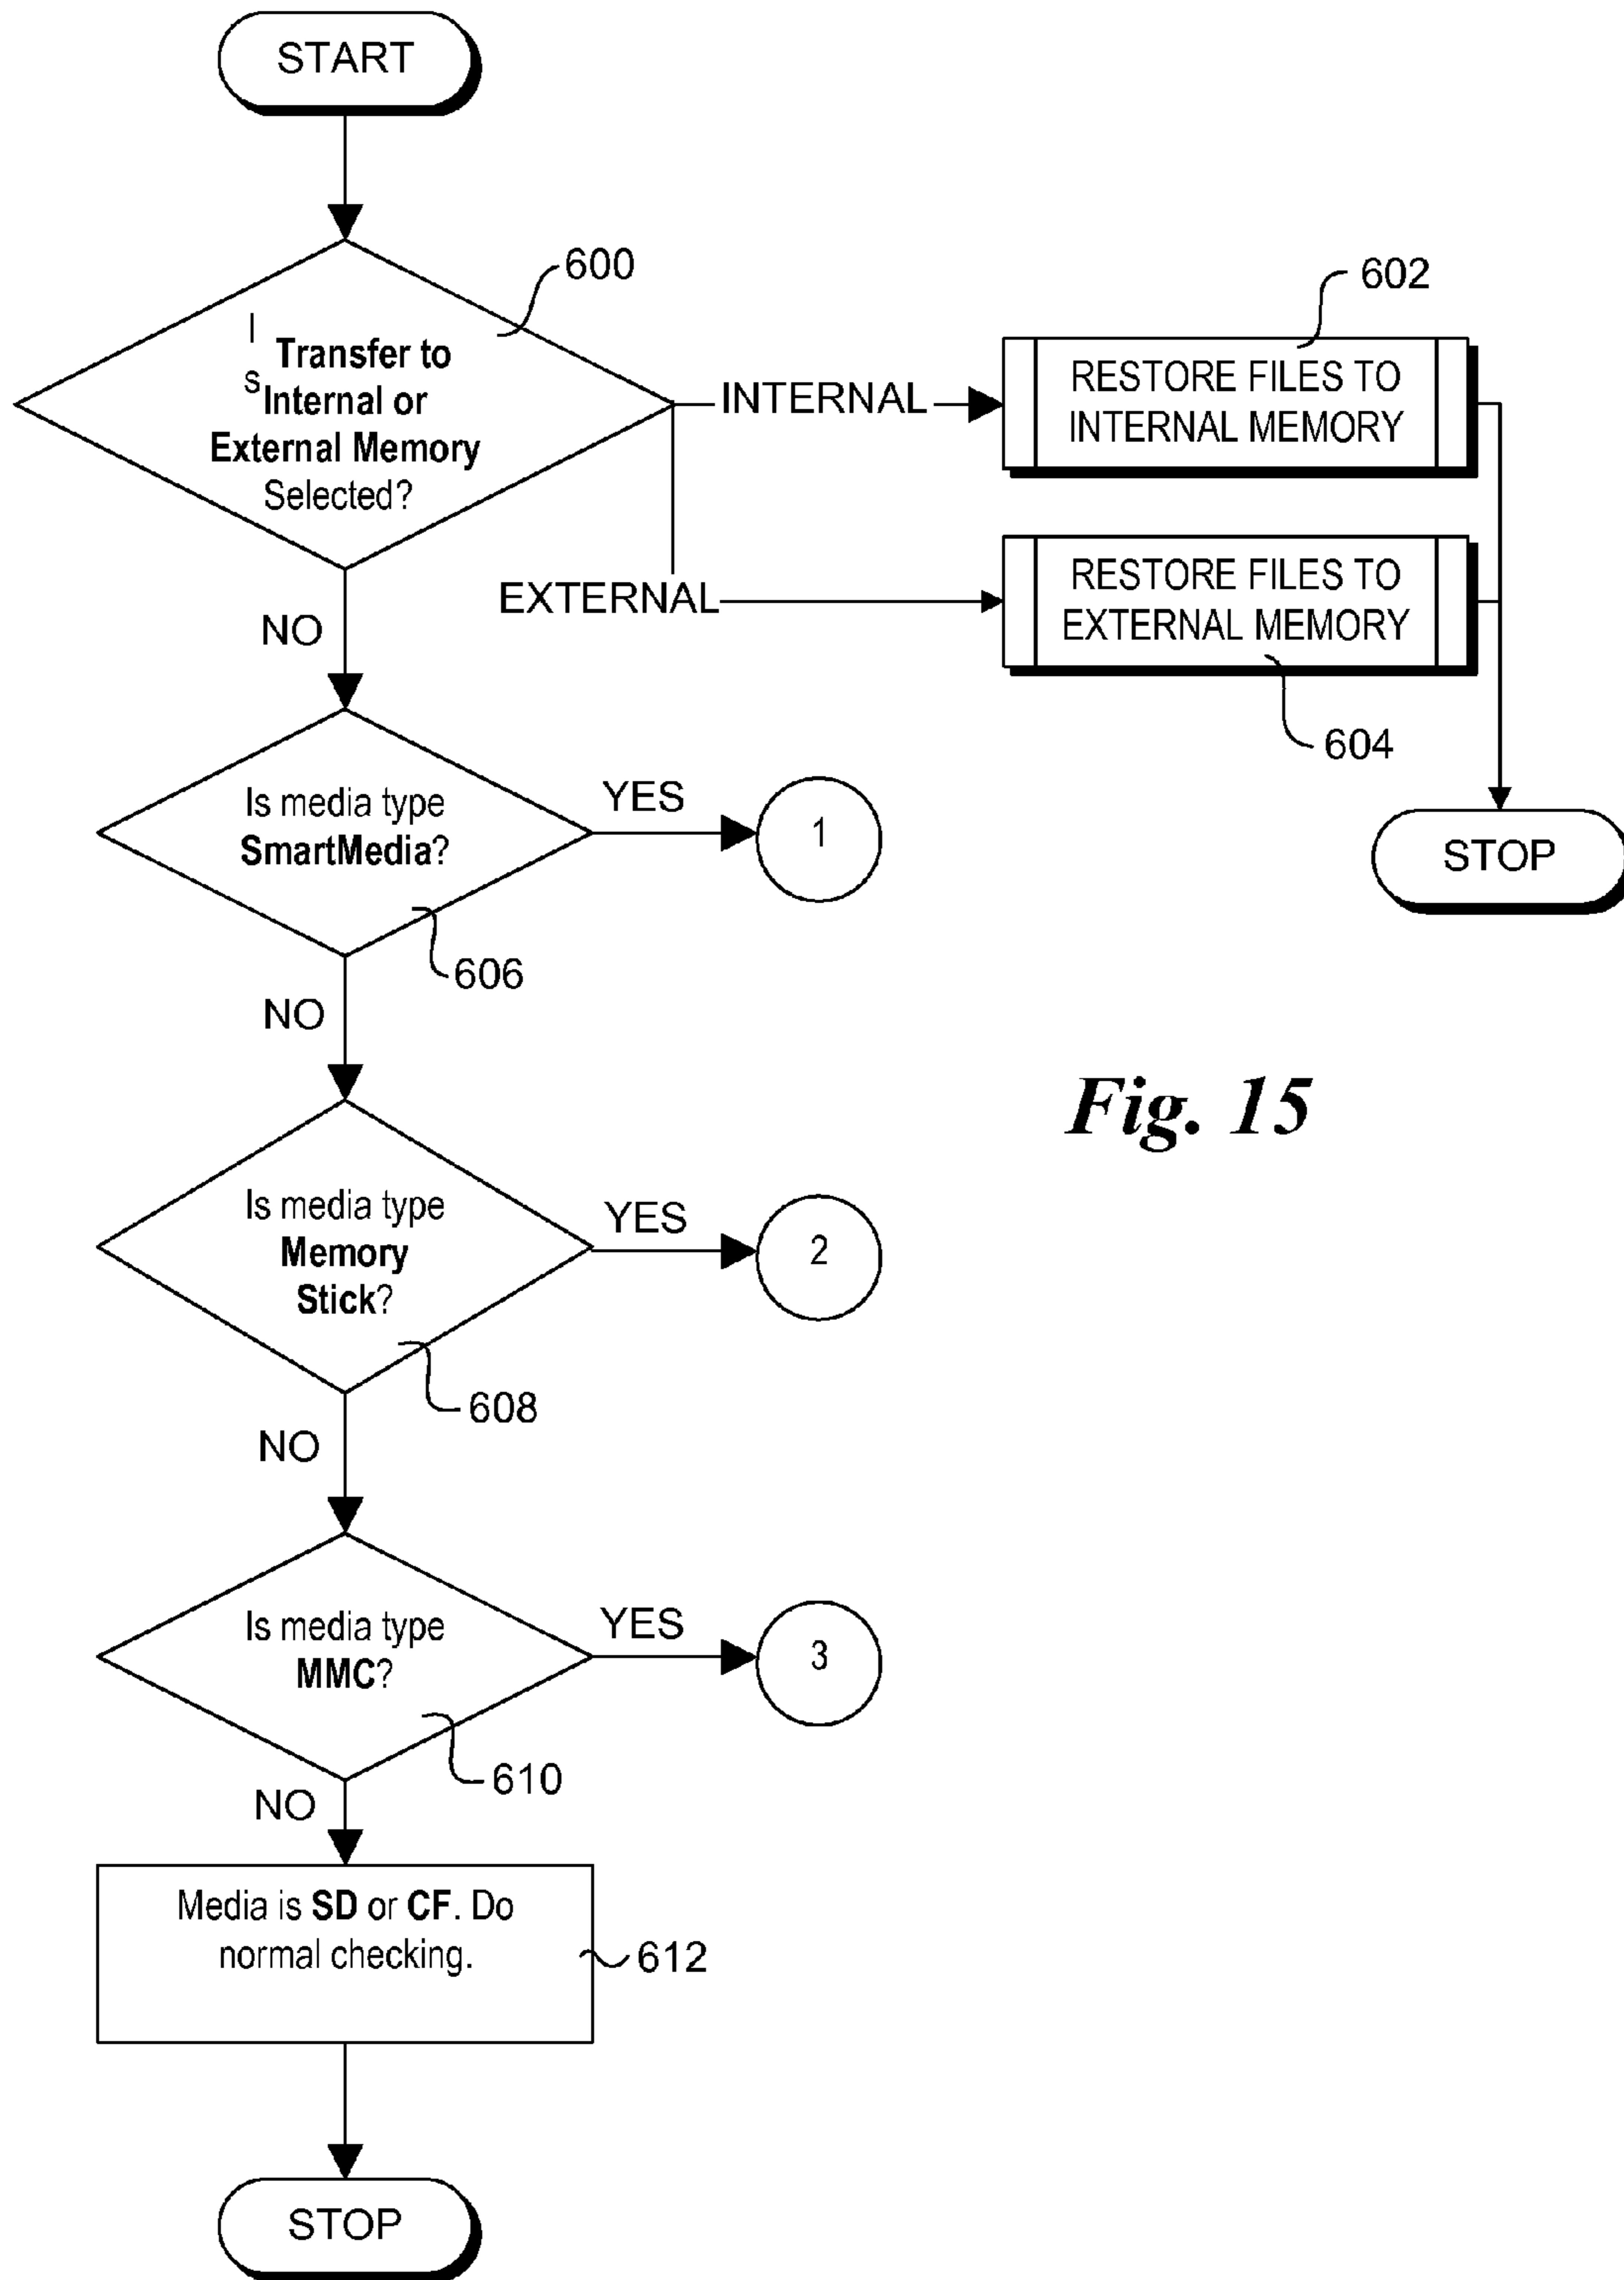 START
600
Is
Transfer to
Internal or
External Memory
Selected?
INTERNAL
602
RESTORE FILES TO
INTERNAL MEMORY
EXTERNAL
RESTORE FILES TO
EXTERNAL MEMORY
604
STOP
NO
Is media type
SmartMedia?
YES
1
606
NO
Fig. 15
Is media type
Memory
Stick?
YES
2
608
NO
Is media type
MMC?
YES
3
610
NO
Media is SD or CF. Do
normal checking.
612
STOP